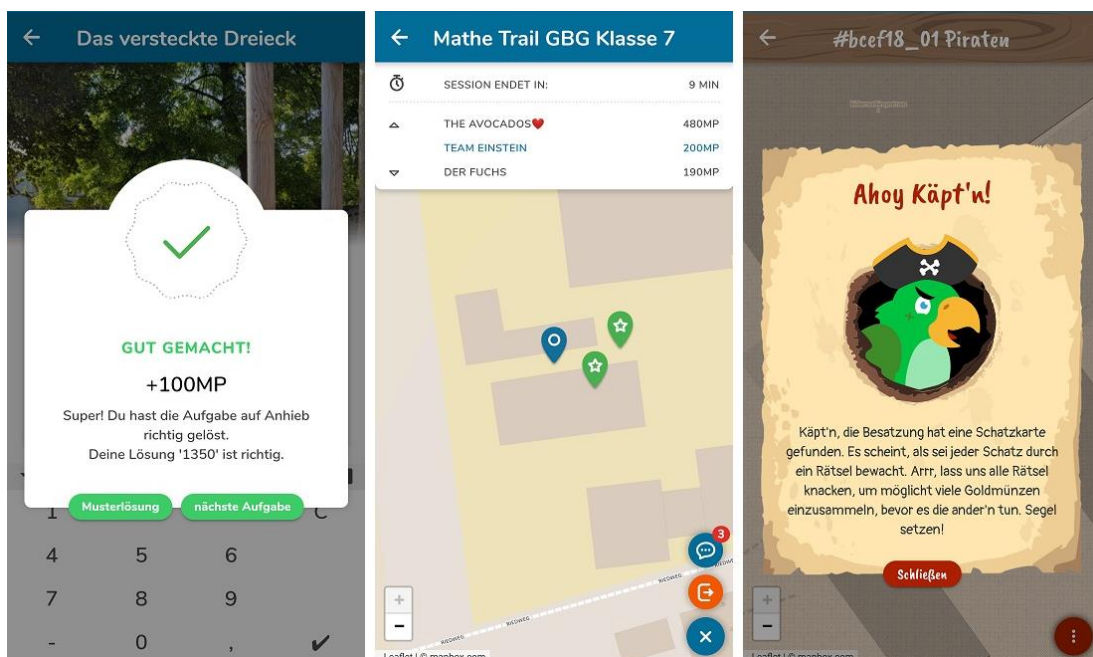 Das versteckte Dreieck
GUT GEMACHT!
+100MP
Super! Du hast die Aufgabe auf Anhieb
richtig gelöst.
Deine Lösung '1350' ist richtig.
Musterlösung
nächste Aufgabe
1 C
4 5 6
7 8 9
- 0 , ✔
Mathe Trail GBG Klasse 7
SESSION ENDET IN: 9 MIN
THE AVOCADOS❤ 480MP
TEAM EINSTEIN 200MP
DER FUCHS 190MP
3
RIEDWEG
RIEDWEG
RIEDWEG
+
−
Leaflet | © mapbox.com
#bcef18_01 Piraten
Ahoy Käpt'n!
Käpt'n, die Besatzung hat eine Schatzkarte
gefunden. Es scheint, als sei jeder Schatz durch
ein Rätsel bewacht. Arrr, lass uns alle Rätsel
knacken, um möglicht viele Goldmünzen
einzusammeln, bevor es die ander'n tun. Segel
setzen!
Schließen
+
−
Leaflet | © mapbox.com